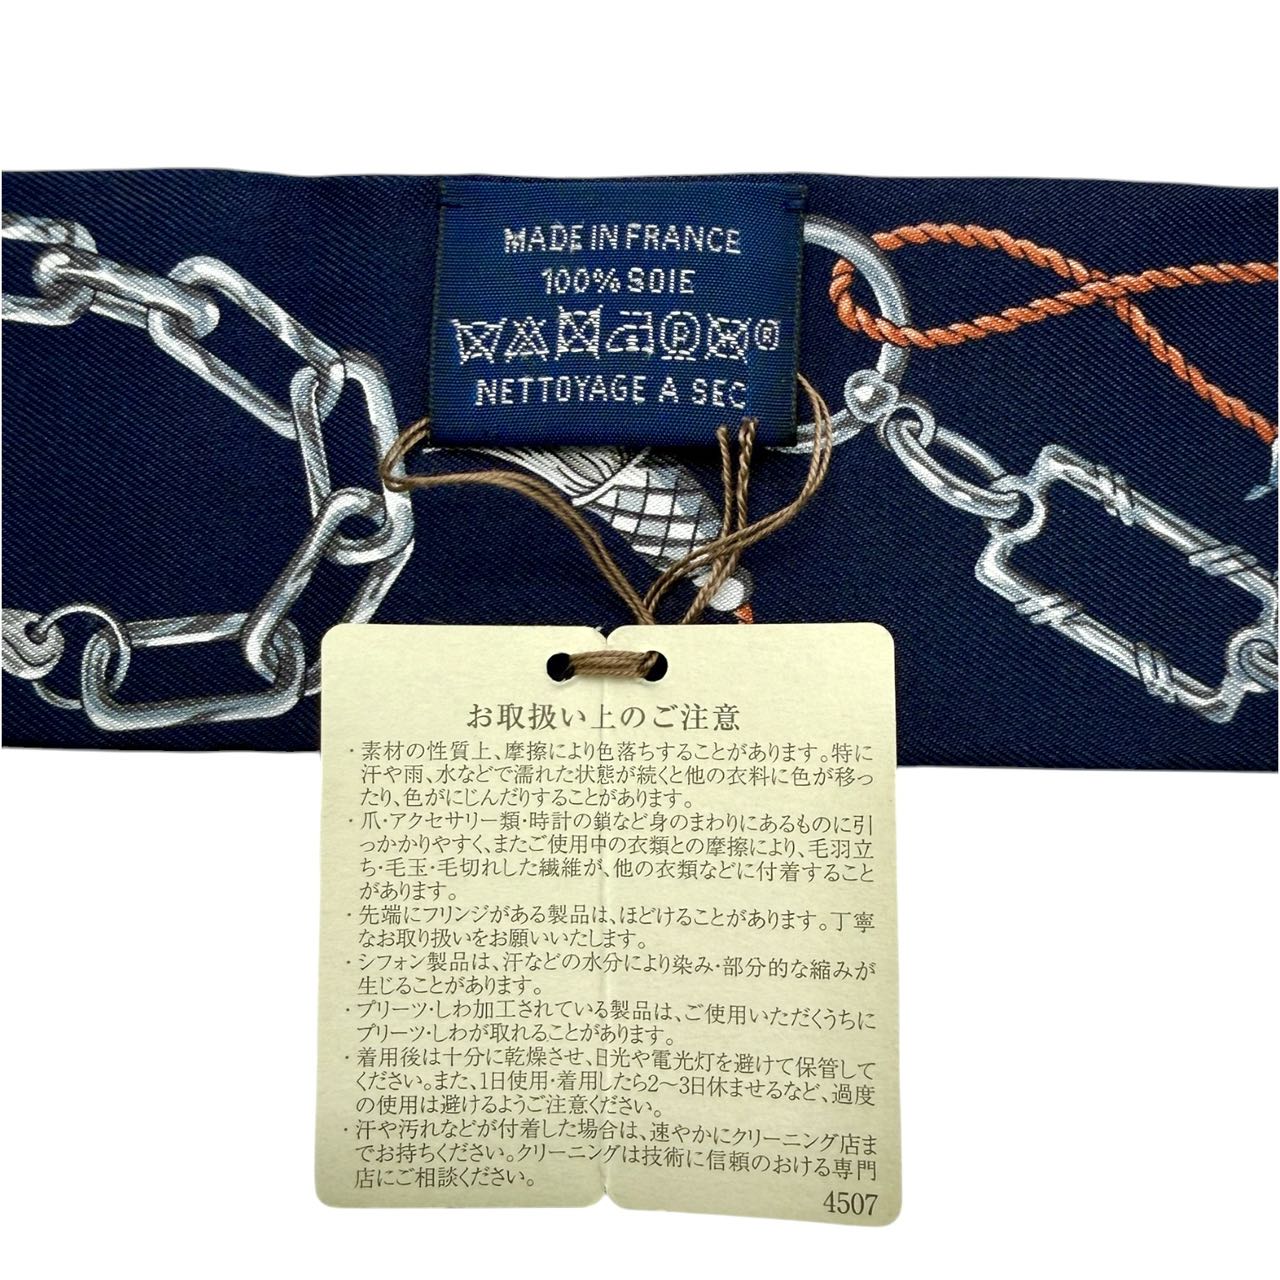 MADE IN FRANCE
100% SOIE
P
®
NETTOYAGE A SEC
お取扱い上のご注意
・素材の性質上、摩擦により色落ちすることがあります。特に
汗や雨、水などで濡れた状態が続くと他の衣料に色が移っ
たり、色がにじんだりすることがあります。
・爪・アクセサリー類・時計の鎖など身のまわりにあるものに引
っかかりやすく、またご使用中の衣類との摩擦により、毛羽立
ち・毛玉・毛切れした繊維が、他の衣類などに付着すること
があります。
・先端にフリンジがある製品は、ほどけることがあります。丁寧
なお取り扱いをお願いいたします。
・シフォン製品は、汗などの水分により染み・部分的な縮みが
生じることがあります。
・プリーツ・しわ加工されている製品は、ご使用いただくうちに
プリーツ・しわが取れることがあります。
・着用後は十分に乾燥させ、日光や電光灯を避けて保管して
ください。また、1日使用・着用したら2〜3日休ませるなど、過度
の使用は避けるようご注意ください。
・汗や汚れなどが付着した場合は、速やかにクリーニング店ま
でお持ちください。クリーニングは技術に信頼のおける専門
店にご相談ください。
4507